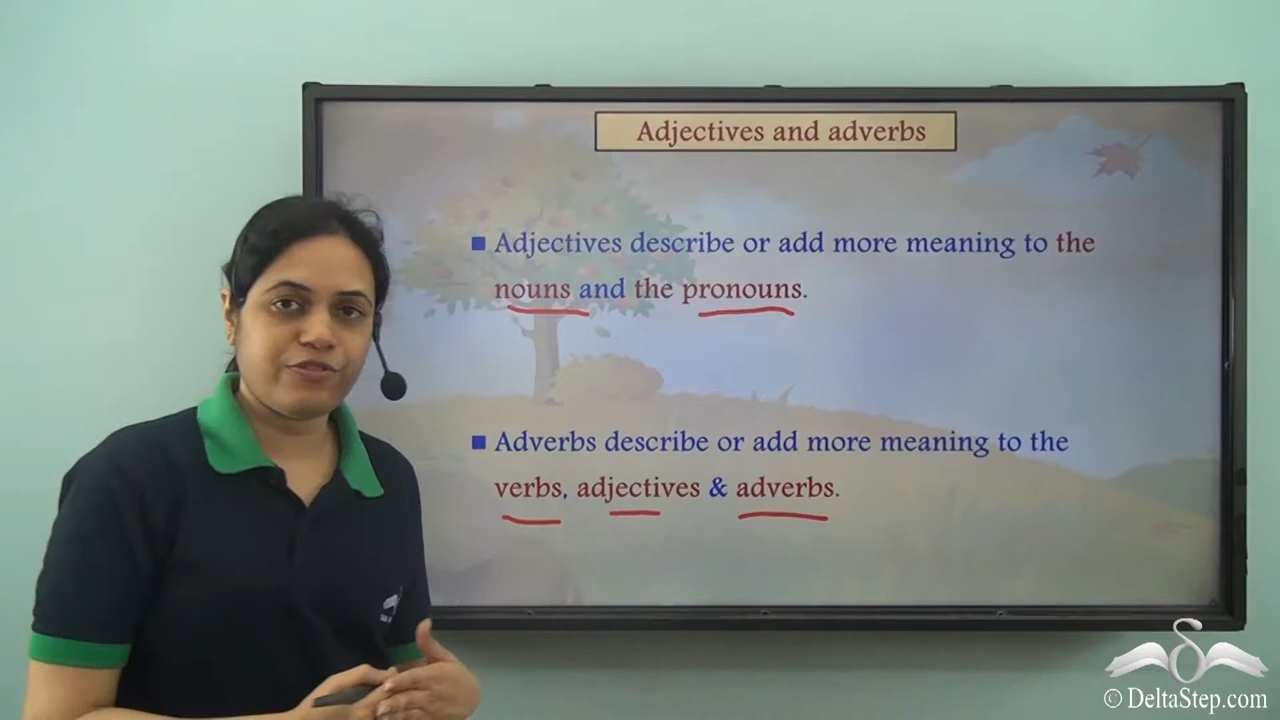 Adjectives and adverbs
■ Adjectives describe or add more meaning to the
nouns and the pronouns.
■ Adverbs describe or add more meaning to the
verbs, adjectives & adverbs.
© DeltaStep.com